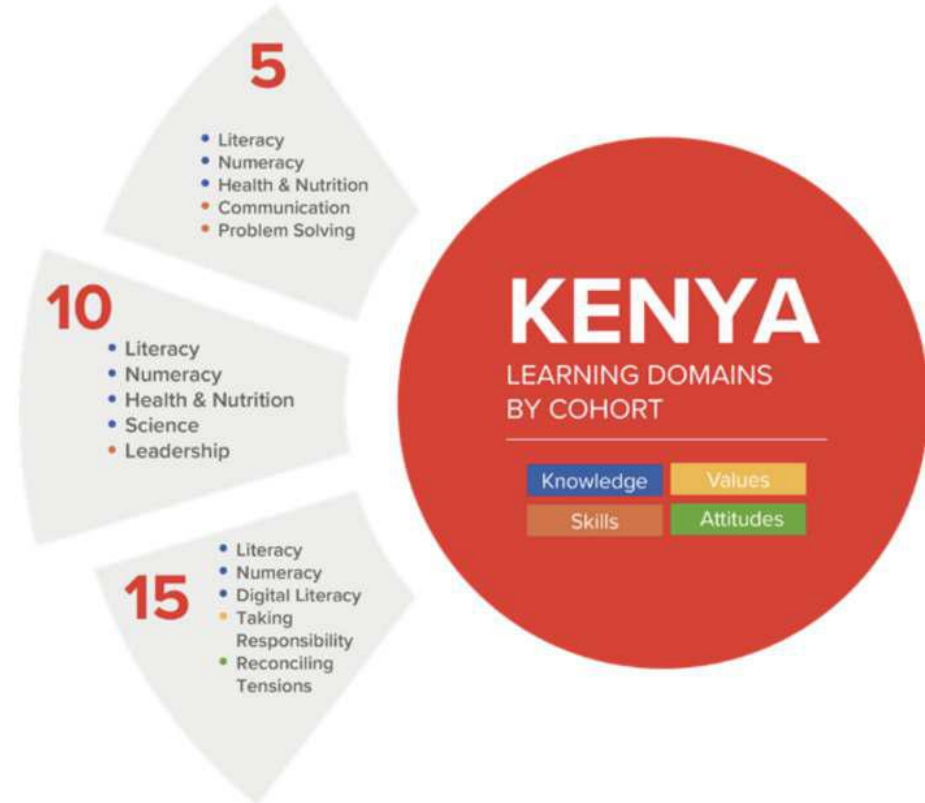 5
Literacy
Numeracy
Health & Nutrition
Communication
Problem Solving
10
Literacy
Numeracy
Health & Nutrition
Science
Leadership
15
Literacy
Numeracy
Digital Literacy
Taking
Responsibility
Reconciling
Tensions
KENYA
LEARNING DOMAINS
BY COHORT
Knowledge
Values
Skills
Attitudes